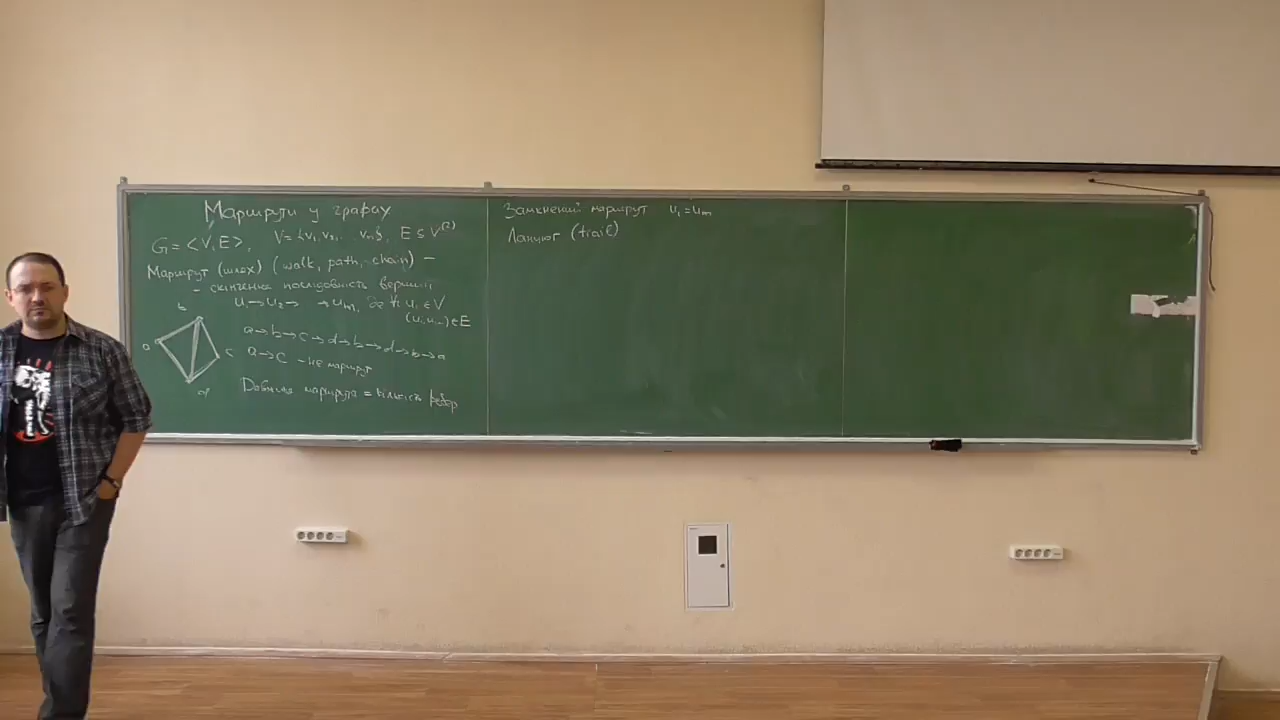 Маршрути у графах
G = <V, E>, V = {v₁, v₂, vₙ}, E ⊆ V⁽²⁾
Маршрут (шлях) (walk, path, chain) –
– скінченна послідовність вершин
u₁→u₂→ →uₘ, де ∀i uᵢ ∈ V
(uᵢ,uᵢ₊₁) ∈ E
b
a
c
d
a→b→c→d→b→d→b→a
a→c – не маршрут
Довжина маршрута = кількість ребер
Замкнений маршрут u₁=uₘ
Ланцюг (trail)